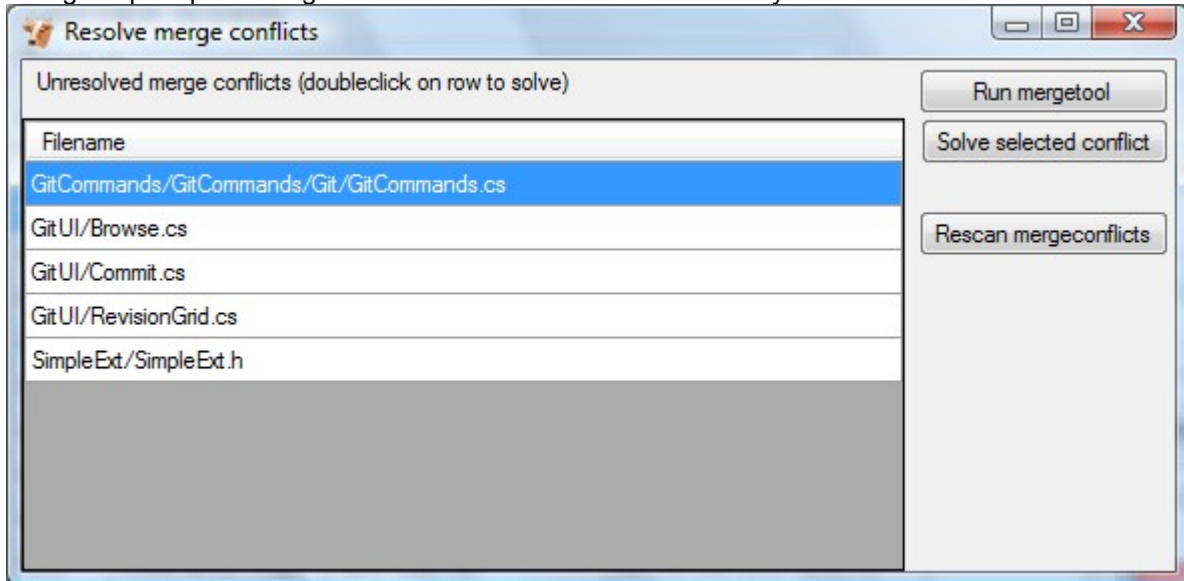 Resolve merge conflicts
Unresolved merge conflicts (doubleclick on row to solve)
Run mergetool
Filename
Solve selected conflict
GitCommands/GitCommands/Git/GitCommands.cs
GitUI/Browse.cs
Rescan mergeconflicts
GitUI/Commit.cs
GitUI/RevisionGrid.cs
SimpleExt/SimpleExt.h